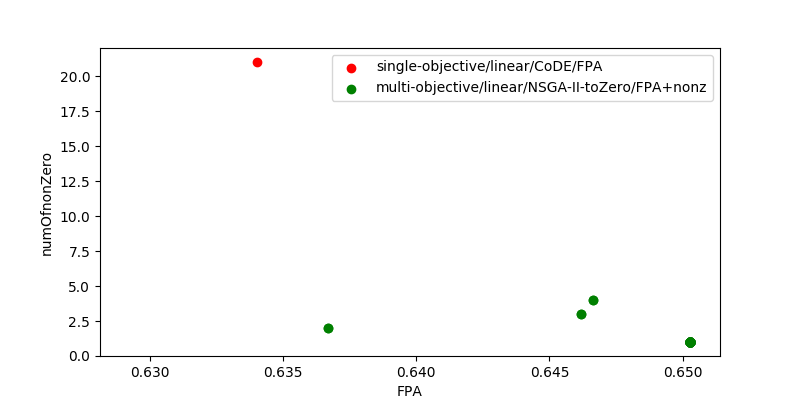 single-objective/linear/CoDE/FPA
multi-objective/linear/NSGA-II-toZero/FPA+nonz
20.0
17.5
15.0
12.5
10.0
7.5
5.0
2.5
0.0
numOfnonZero
0.630 0.635 0.640 0.645 0.650
FPA